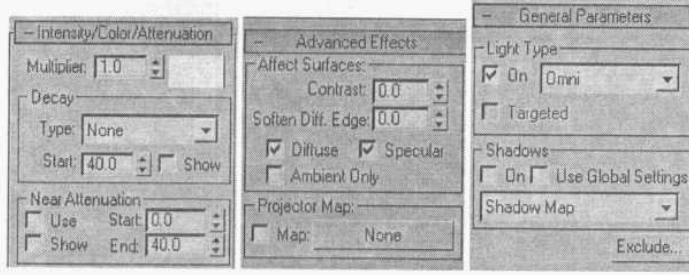 – Intensity/Color/Attenuation
Multiplier: 1.0
Decay
Type: None
Start: 40.0 Show
Near Attenuation
Use Start: 0.0
Show End: 40.0
– Advanced Effects
Affect Surfaces:
Contrast: 0.0
Soften Diff. Edge: 0.0
Diffuse Specular
Ambient Only
Projector Map:
Map: None
– General Parameters
Light Type
On Omni
Targeted
Shadows
On Use Global Settings
Shadow Map
Exclude...